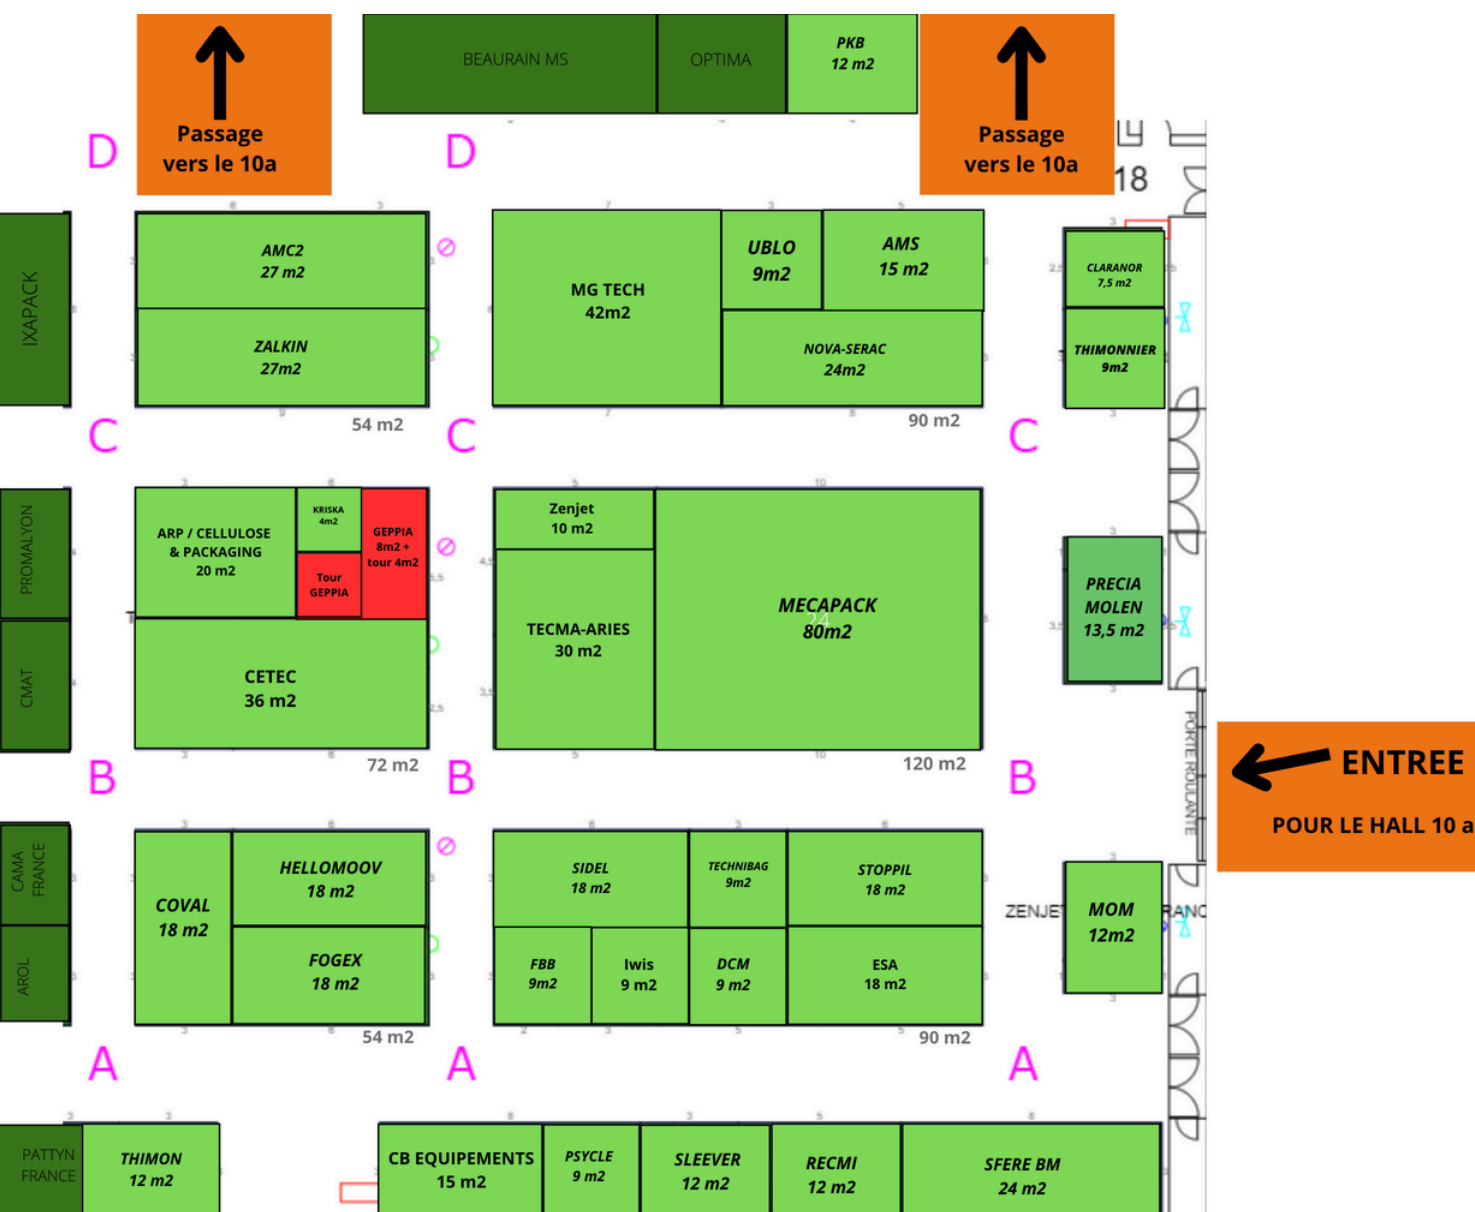 BEAURAIN MS
OPTIMA
PKB
12 m2
Passage
vers le 10a
Passage
vers le 10a
D
D
18
IXAPACK
AMC2
27 m2
ZALKIN
27m2
54 m2
MG TECH
42m2
UBLO
9m2
AMS
15 m2
NOVA-SERAC
24m2
90 m2
CLARANOR
7,5 m2
THIMONNIER
9m2
C
C
C
PROMALYON
CMAT
ARP / CELLULOSE
& PACKAGING
20 m2
KRISKA
4m2
GEPPIA
8m2 +
tour 4m2
Tour
GEPPIA
CETEC
36 m2
72 m2
Zenjet
10 m2
TECMA-ARIES
30 m2
MECAPACK
24
80m2
120 m2
PRECIA
MOLEN
13,5 m2
PORTE ROULANTE
ENTREE
POUR LE HALL 10 a
B
B
B
CAMA
FRANCE
AROL
COVAL
18 m2
HELLOMOOV
18 m2
FOGEX
18 m2
54 m2
SIDEL
18 m2
TECHNIBAG
9m2
STOPPIL
18 m2
FBB
9m2
Iwis
9 m2
DCM
9 m2
ESA
18 m2
90 m2
MOM
12m2
A
A
A
PATTYN
FRANCE
THIMON
12 m2
CB EQUIPEMENTS
15 m2
PSYCLE
9 m2
SLEEVER
12 m2
RECMI
12 m2
SFERE BM
24 m2